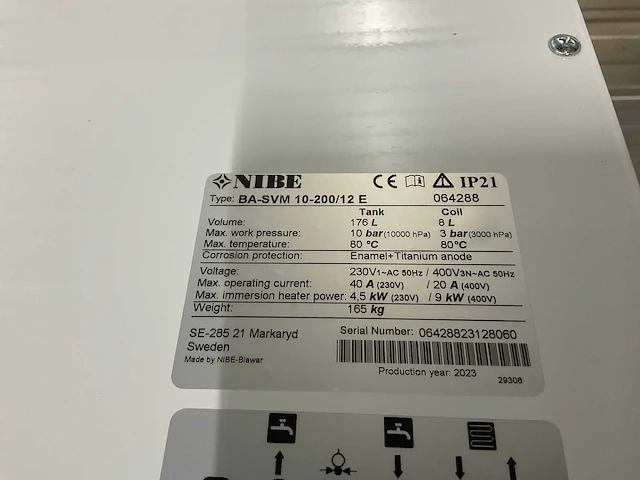 NIBE CE IP21
Type: BA-SVM 10-200/12 E 064288
Tank Coil
Volume: 176 L 8 L
Max. work pressure: 10 bar(10000 hPa) 3 bar(3000 hPa)
Max. temperature: 80 °C 80°C
Corrosion protection: Enamel+Titanium anode
Voltage: 230V1~AC 50Hz / 400V3N~AC 50Hz
Max. operating current: 40 A (230V) / 20 A (400V)
Max. immersion heater power: 4,5 kW (230V) / 9 kW (400V)
Weight: 165 kg
SE-285 21 Markaryd
Sweden
Made by NIBE-Biawar
Serial Number: 06428823128060
Production year: 2023
29306